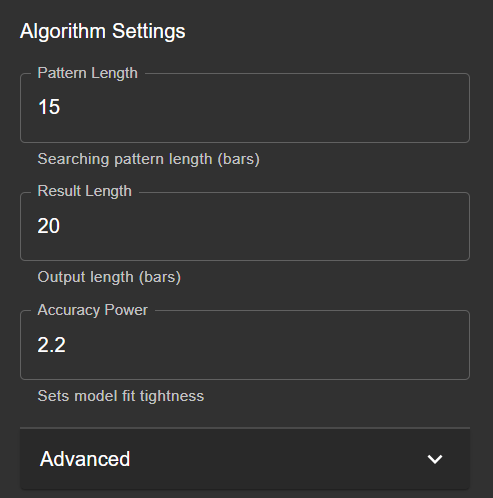 Algorithm Settings
Pattern Length
15
Searching pattern length (bars)
Result Length
20
Output length (bars)
Accuracy Power
2.2
Sets model fit tightness
Advanced